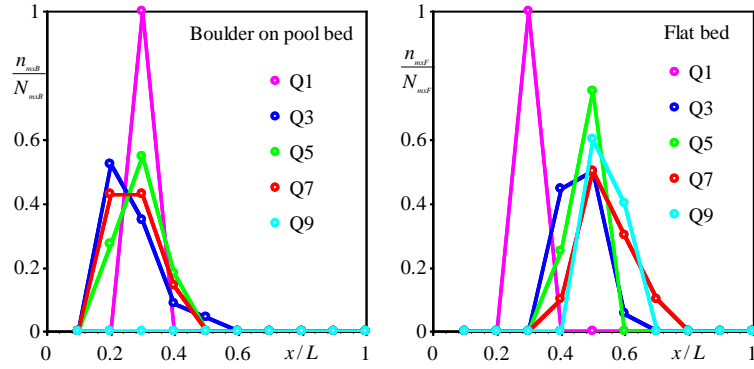 1
Boulder on pool bed
n_mxB
N_mxB
Q1
Q3
Q5
Q7
Q9
0.6
0.4
0.2
0
0 0.2 0.4 0.6 x/L 1
1
Flat bed
n_mxF
N_mxF
Q1
Q3
Q5
Q7
Q9
0.6
0.4
0.2
0
0 0.2 0.4 0.6 x/L 1